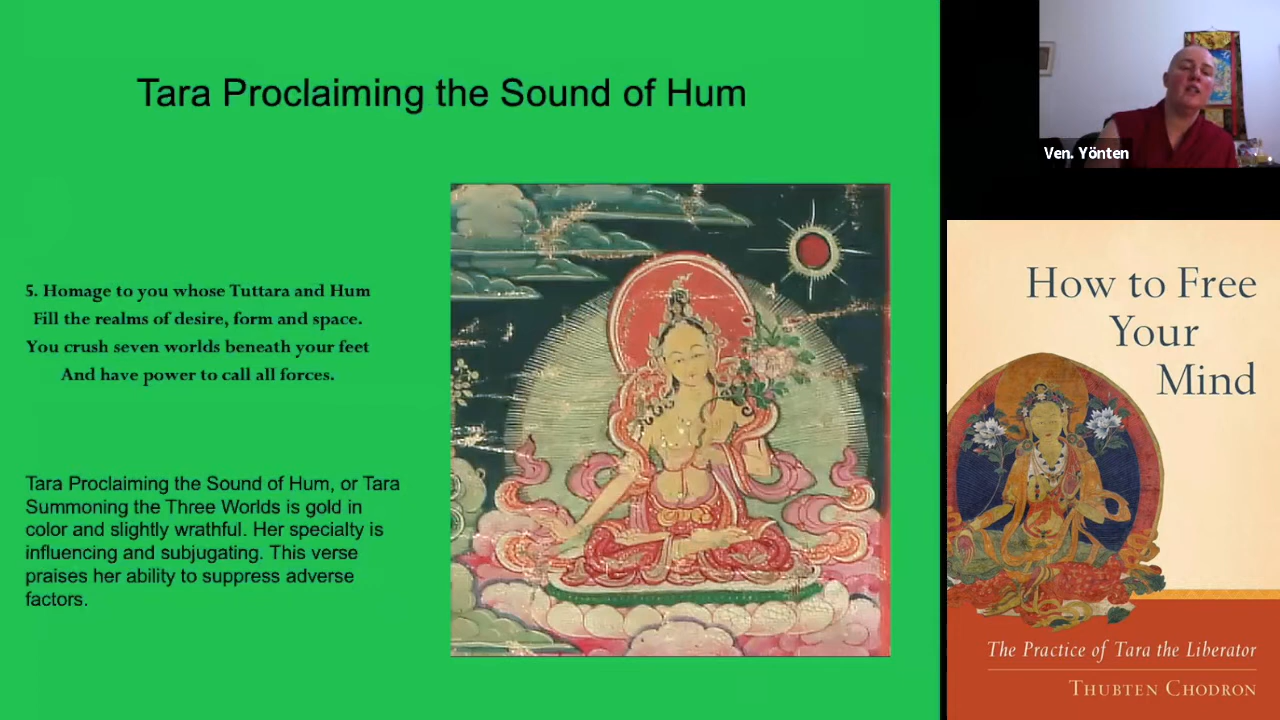 Tara Proclaiming the Sound of Hum
5. Homage to you whose Tuttara and Hum
Fill the realms of desire, form and space.
You crush seven worlds beneath your feet
And have power to call all forces.
Tara Proclaiming the Sound of Hum, or Tara
Summoning the Three Worlds is gold in
color and slightly wrathful. Her specialty is
influencing and subjugating. This verse
praises her ability to suppress adverse
factors.
Ven. Yönten
How to Free
Your
Mind
The Practice of Tara the Liberator
THUBTEN CHODRON